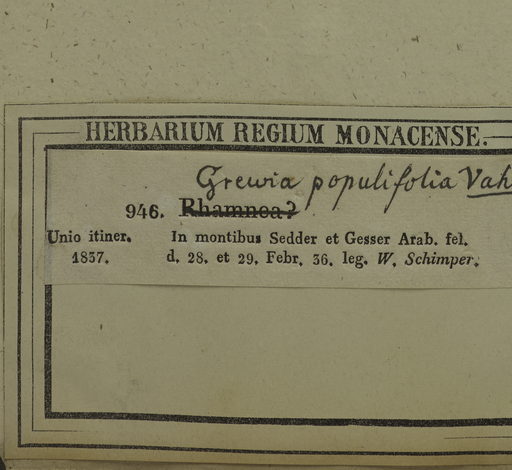 HERBARIUM REGIUM MONACENSE.
Grewia populifolia Vah
946. Rhamnea?
Unio itiner. In montibus Sedder et Gesser Arab. fel.
1837. d. 28. et 29. Febr. 36. leg. W. Schimper.